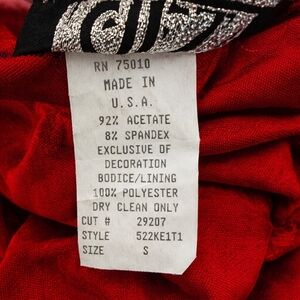 RN 75010
MADE IN
U.S.A.
92% ACETATE
8% SPANDEX
EXCLUSIVE OF
DECORATION
BODICE/LINING
100% POLYESTER
DRY CLEAN ONLY
CUT # 29207
STYLE 522KE1T1
SIZE S